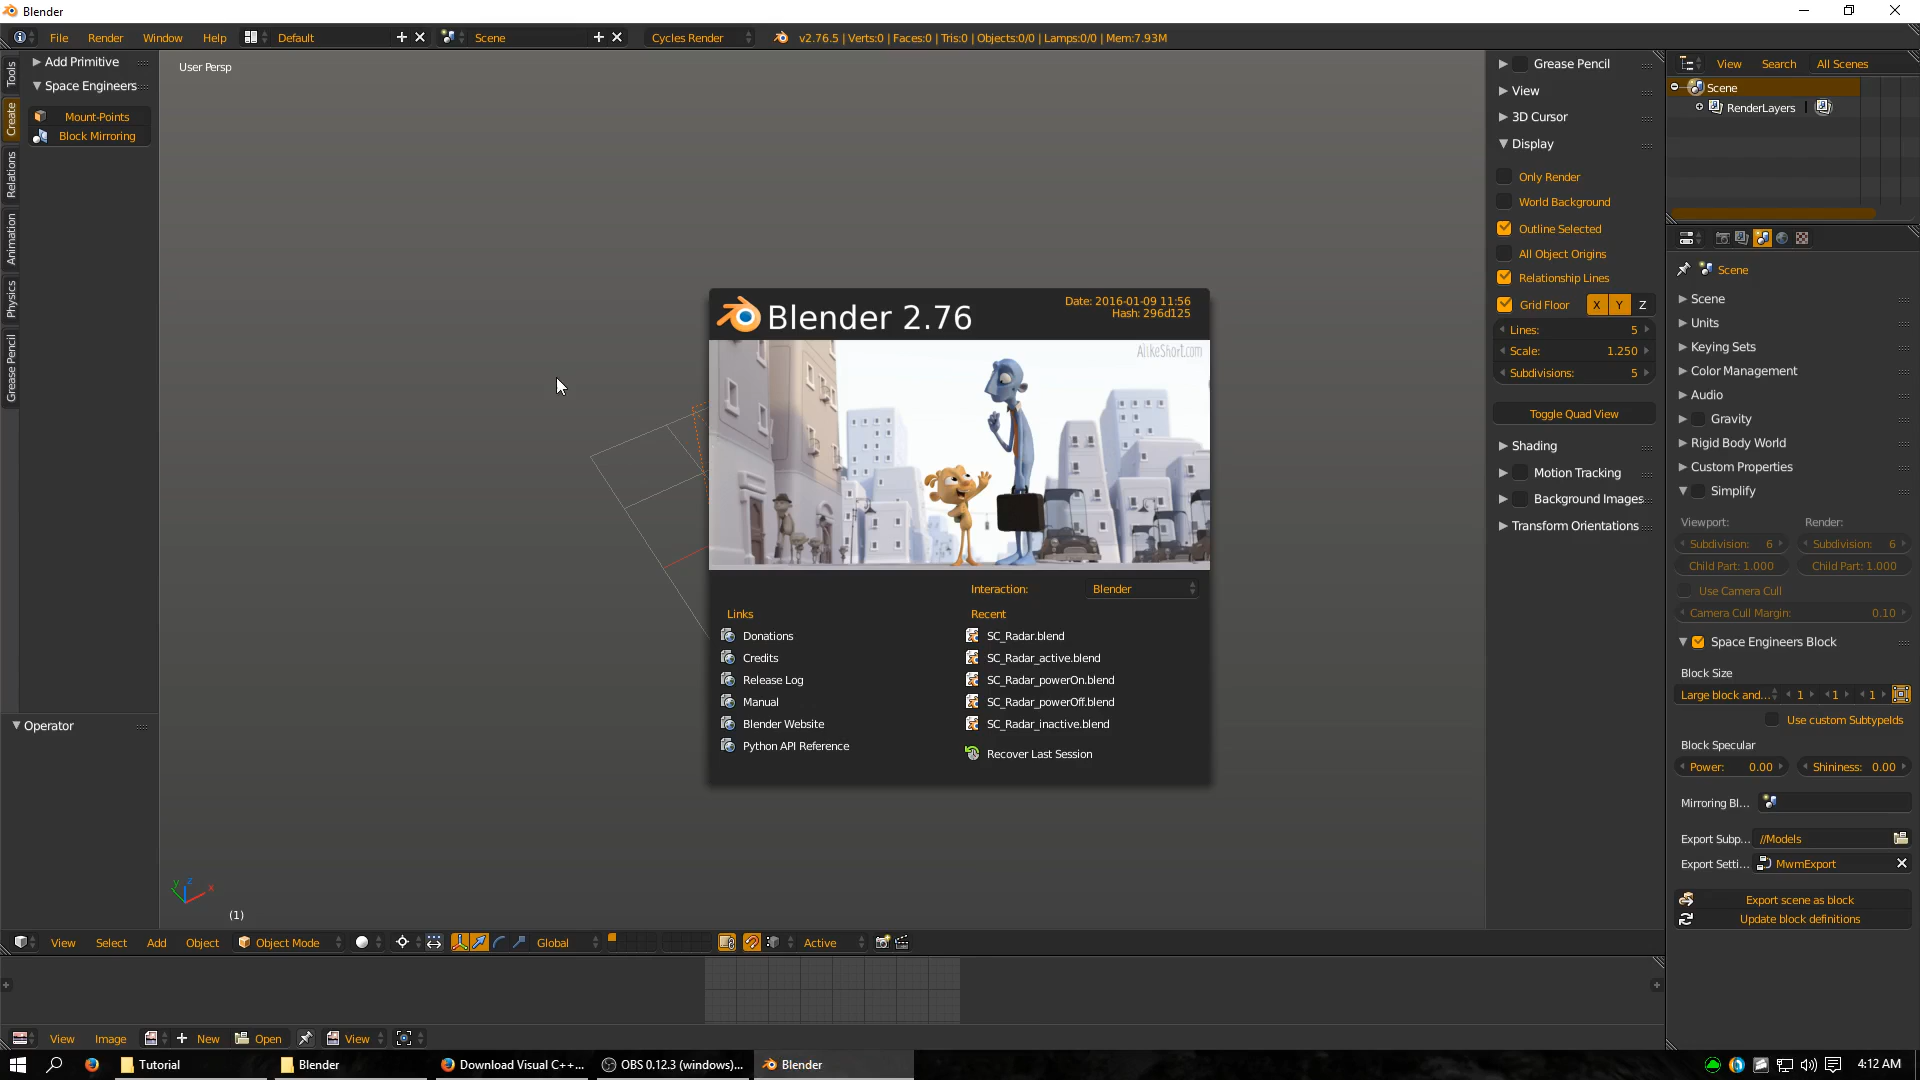 Blender
File Render Window Help Default Scene Cycles Render v2.76.5 | Verts:0 | Faces:0 | Tris:0 | Objects:0/0 | Lamps:0/0 | Mem:7.93M
Tools
Create
Relations
Animation
Physics
Grease Pencil
Add Primitive
Space Engineers
Mount-Points
Block Mirroring
Operator
User Persp
Blender 2.76
Date: 2016-01-09 11:56
Hash: 296d125
AlikeShort.com
Interaction: Blender
Links
Donations
Credits
Release Log
Manual
Blender Website
Python API Reference
Recent
SC_Radar.blend
SC_Radar_active.blend
SC_Radar_powerOn.blend
SC_Radar_powerOff.blend
SC_Radar_inactive.blend
Recover Last Session
y z x
(1)
Grease Pencil
View
3D Cursor
Display
Only Render
World Background
Outline Selected
All Object Origins
Relationship Lines
Grid Floor X Y Z
Lines: 5
Scale: 1.250
Subdivisions: 5
Toggle Quad View
Shading
Motion Tracking
Background Images
Transform Orientations
View Search All Scenes
Scene
RenderLayers
Scene
Scene
Units
Keying Sets
Color Management
Audio
Gravity
Rigid Body World
Custom Properties
Simplify
Viewport: Render:
Subdivision: 6 Subdivision: 6
Child Part: 1.000 Child Part: 1.000
Use Camera Cull
Camera Cull Margin: 0.10
Space Engineers Block
Block Size
Large block and... 1 1 1
Use custom SubtypeIds
Block Specular
Power: 0.00 Shininess: 0.00
Mirroring Bl...
Export Subp... //Models
Export Setti... MwmExport
Export scene as block
Update block definitions
View Select Add Object Object Mode Global Active
View Image New Open View
Tutorial Blender Download Visual C++... OBS 0.12.3 (windows)... Blender 4:12 AM